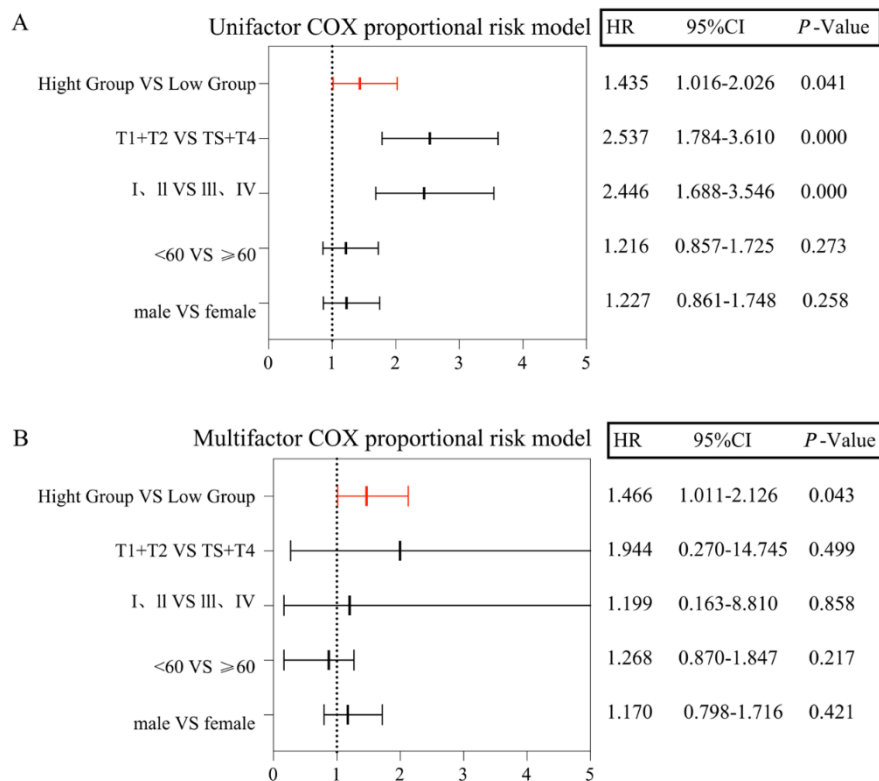 A
Unifactor COX proportional risk model
HR 95%CI P-Value
Hight Group VS Low Group 1.435 1.016-2.026 0.041
T1+T2 VS TS+T4 2.537 1.784-3.610 0.000
I、ll VS lll、IV 2.446 1.688-3.546 0.000
<60 VS ⩾60 1.216 0.857-1.725 0.273
male VS female 1.227 0.861-1.748 0.258
0 1 2 3 4 5
B
Multifactor COX proportional risk model
HR 95%CI P-Value
Hight Group VS Low Group 1.466 1.011-2.126 0.043
T1+T2 VS TS+T4 1.944 0.270-14.745 0.499
I、ll VS lll、IV 1.199 0.163-8.810 0.858
<60 VS ⩾60 1.268 0.870-1.847 0.217
male VS female 1.170 0.798-1.716 0.421
0 1 2 3 4 5